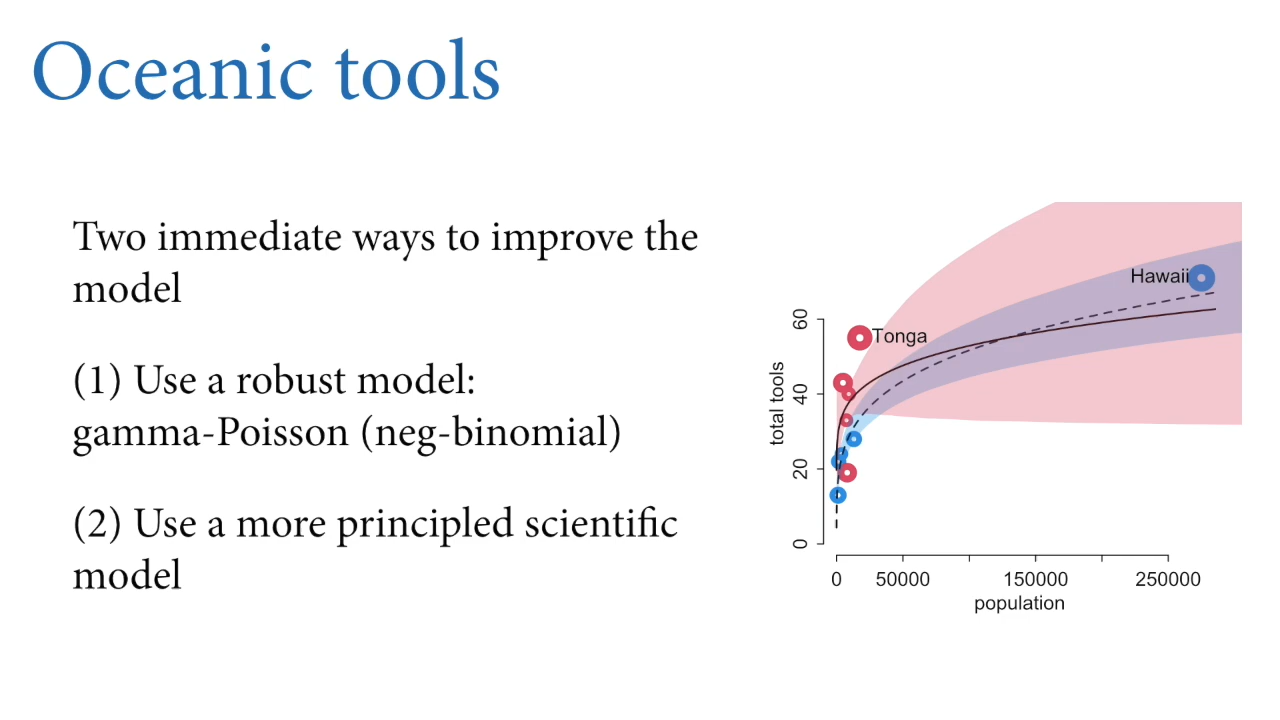 Oceanic tools
Two immediate ways to improve the
model
(1) Use a robust model:
gamma-Poisson (neg-binomial)
(2) Use a more principled scientific
model
Hawaii
Tonga
total tools
60
40
20
0
0 50000 150000 250000
population